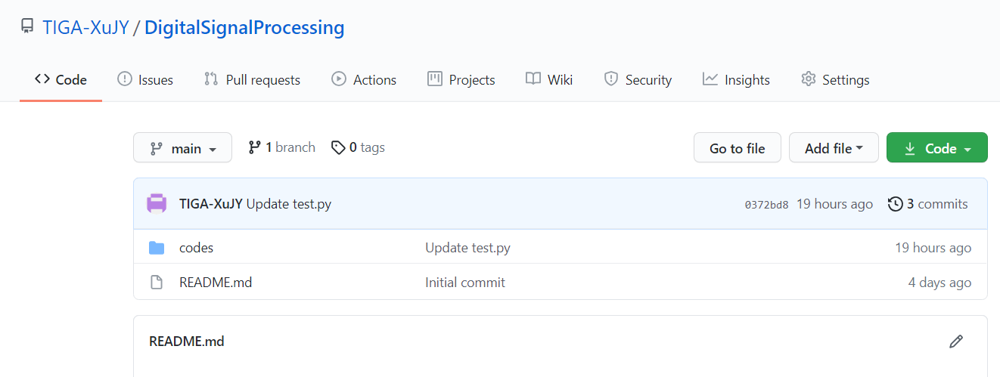 TIGA-XuJY / DigitalSignalProcessing
Code Issues Pull requests Actions Projects Wiki Security Insights Settings
main 1 branch 0 tags Go to file Add file Code
TIGA-XuJY Update test.py 0372bd8 19 hours ago 3 commits
codes Update test.py 19 hours ago
README.md Initial commit 4 days ago
README.md